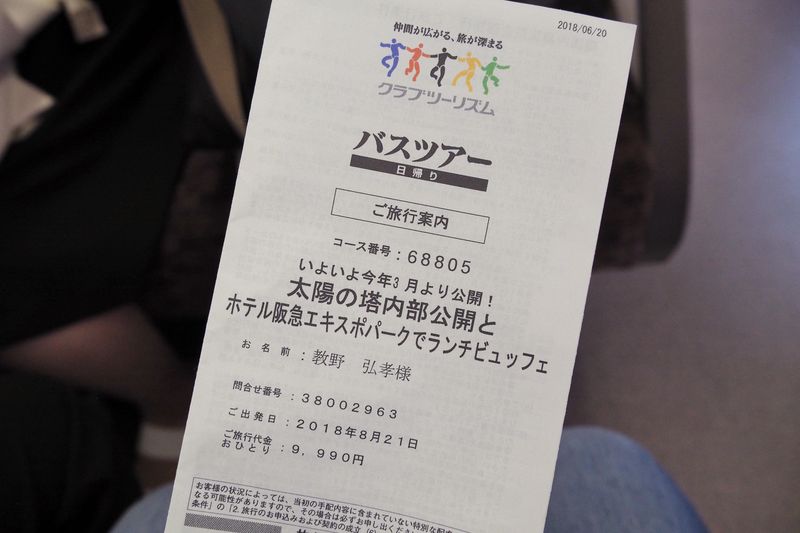 2018/06/20
仲間が広がる、旅が深まる
クラブツーリズム
バスツアー
日帰り
ご旅行案内
コース番号：68805
いよいよ今年3月より公開！
太陽の塔内部公開と
ホテル阪急エキスポパークでランチビュッフェ
お名前：教野　弘孝様
問合せ番号：38002963
ご出発日：2018年8月21日
ご旅行代金
おひとり：9,990円
お客様の状況によっては、当初の手配内容に含まれていない特別な配慮
なる可能性がありますので、その場合は必ずお申し出くだ
条件」の「2.旅行のお申込みおよび契約の成立